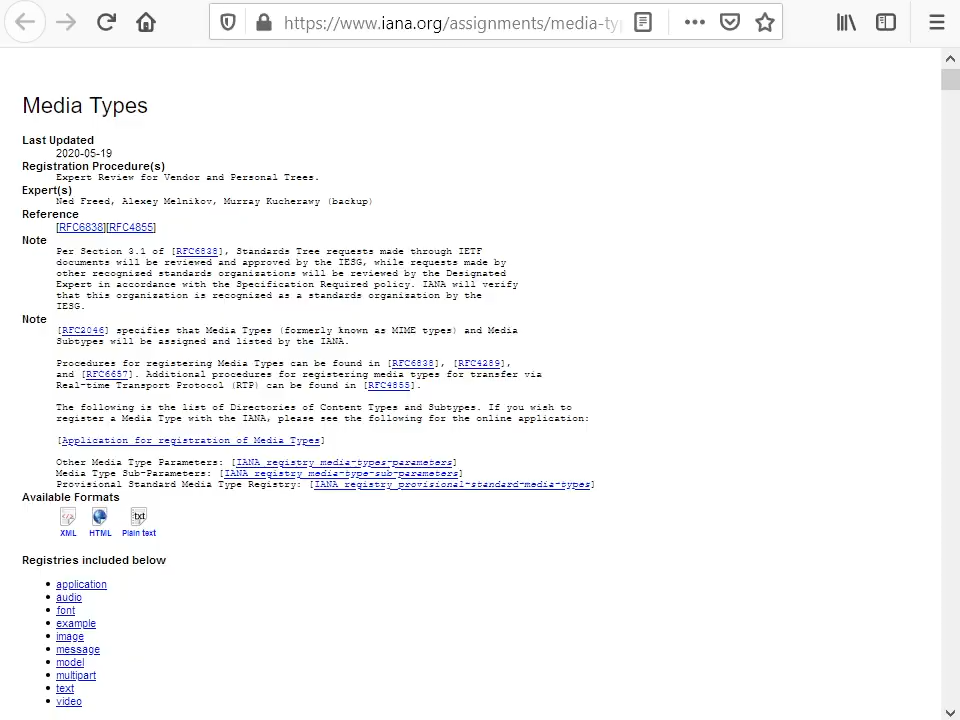 https://www.iana.org/assignments/media-ty
Media Types
Last Updated
2020-05-19
Registration Procedure(s)
Expert Review for Vendor and Personal Trees.
Expert(s)
Ned Freed, Alexey Melnikov, Murray Kucherawy (backup)
Reference
[RFC6838][RFC4855]
Note
Per Section 3.1 of [RFC6838], Standards Tree requests made through IETF
documents will be reviewed and approved by the IESG, while requests made by
other recognized standards organizations will be reviewed by the Designated
Expert in accordance with the Specification Required policy. IANA will verify
that this organization is recognized as a standards organization by the
IESG.
Note
[RFC2046] specifies that Media Types (formerly known as MIME types) and Media
Subtypes will be assigned and listed by the IANA.
Procedures for registering Media Types can be found in [RFC6838], [RFC4289],
and [RFC6657]. Additional procedures for registering media types for transfer via
Real-time Transport Protocol (RTP) can be found in [RFC4855].
The following is the list of Directories of Content Types and Subtypes. If you wish to
register a Media Type with the IANA, please see the following for the online application:
[Application for registration of Media Types]
Other Media Type Parameters: [IANA registry media-types-parameters]
Media Type Sub-Parameters: [IANA registry media-type-sub-parameters]
Provisional Standard Media Type Registry: [IANA registry provisional-standard-media-types]
Available Formats
txt
XML HTML Plain text
Registries included below
• application
• audio
• font
• example
• image
• message
• model
• multipart
• text
• video